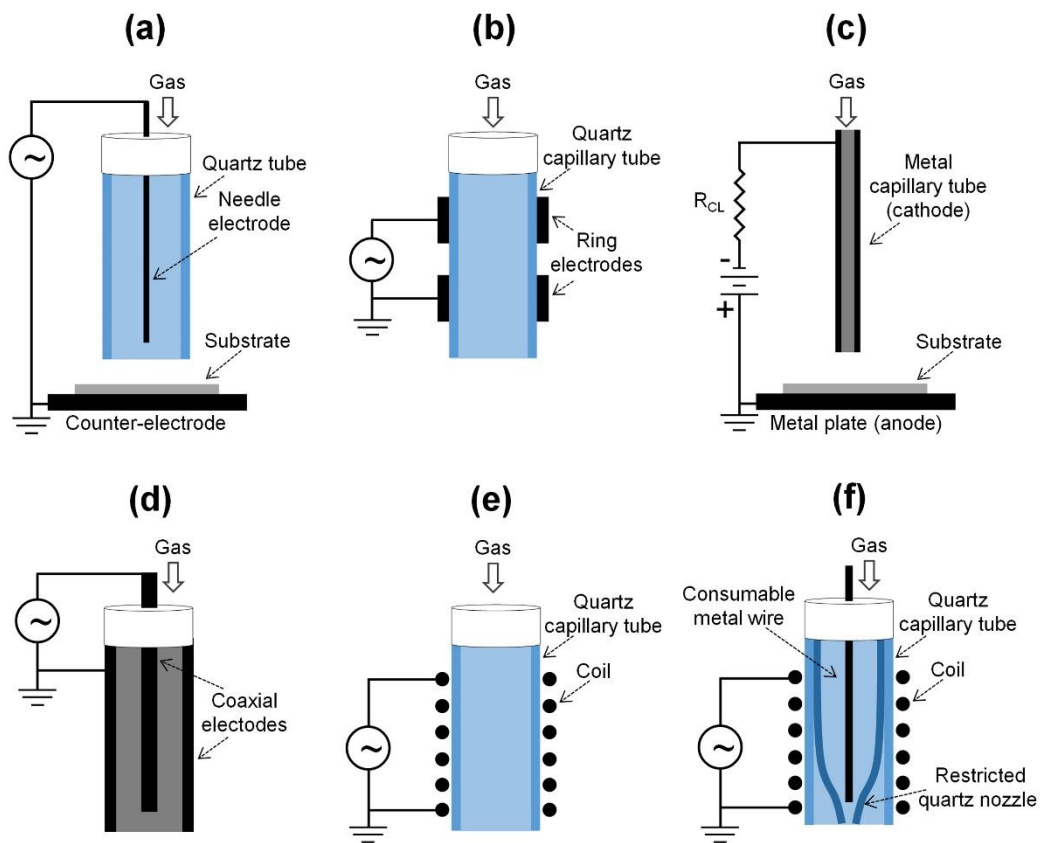 (a)
Gas
~
Quartz tube
Needle
electrode
Substrate
Counter-electrode
(b)
Gas
Quartz
capillary tube
~
Ring
electrodes
(c)
Gas
Metal
capillary tube
(cathode)
RCL
-
+
Substrate
Metal plate (anode)
(d)
Gas
~
Coaxial
electodes
(e)
Gas
Quartz
capillary tube
Coil
~
(f)
Gas
Consumable
metal wire
Quartz
capillary tube
Coil
~
Restricted
quartz nozzle